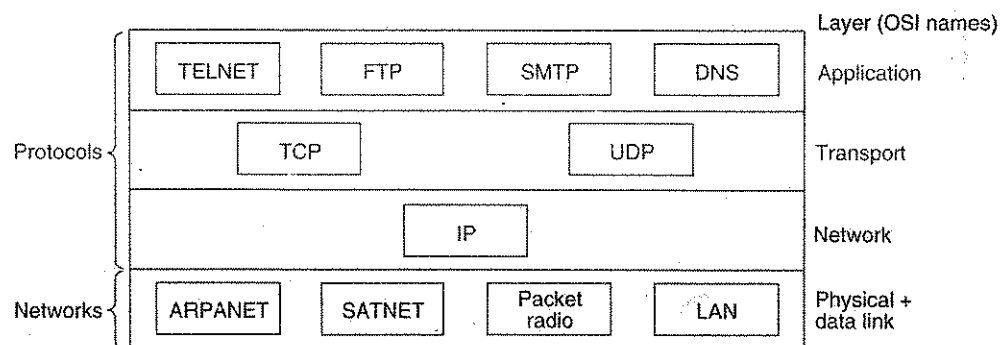 Layer (OSI names)
TELNET FTP SMTP DNS Application
Protocols TCP UDP Transport
IP Network
Networks ARPANET SATNET Packet radio LAN Physical + data link